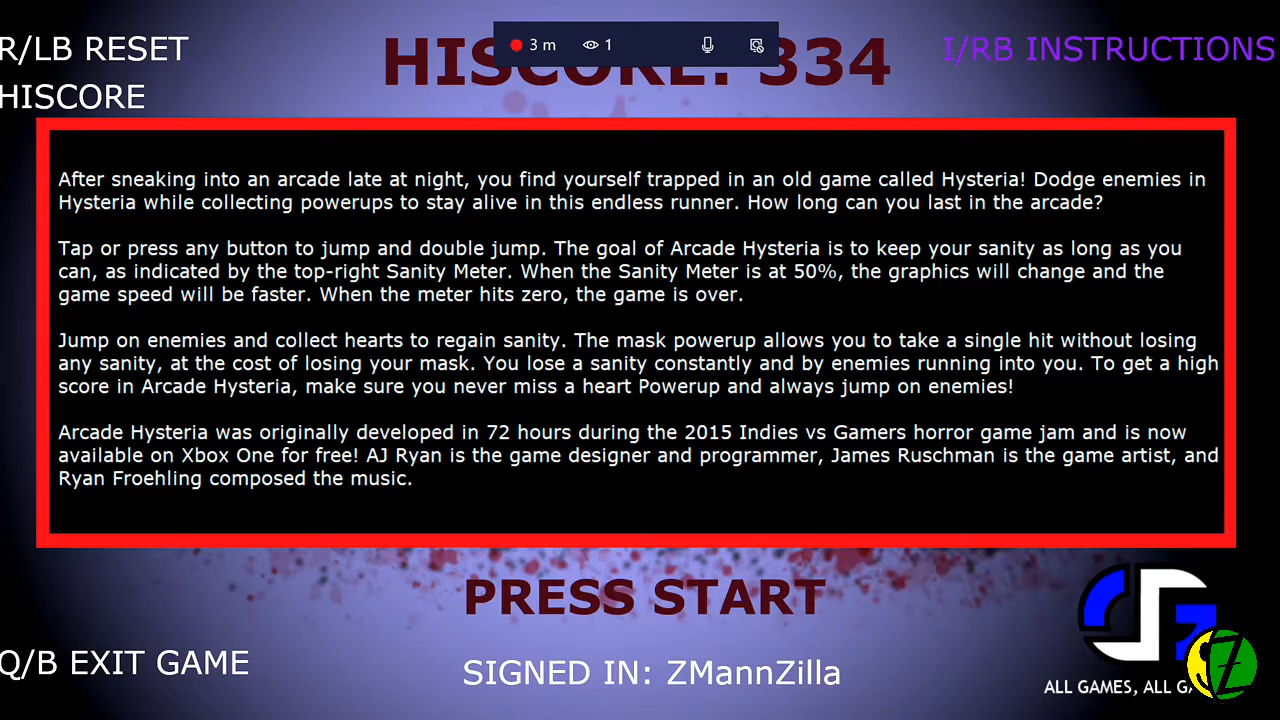 R/LB RESET
HISCORE
3 m
1
HISCORE: 334
I/RB INSTRUCTIONS
After sneaking into an arcade late at night, you find yourself trapped in an old game called Hysteria! Dodge enemies in
Hysteria while collecting powerups to stay alive in this endless runner. How long can you last in the arcade?
Tap or press any button to jump and double jump. The goal of Arcade Hysteria is to keep your sanity as long as you
can, as indicated by the top-right Sanity Meter. When the Sanity Meter is at 50%, the graphics will change and the
game speed will be faster. When the meter hits zero, the game is over.
Jump on enemies and collect hearts to regain sanity. The mask powerup allows you to take a single hit without losing
any sanity, at the cost of losing your mask. You lose a sanity constantly and by enemies running into you. To get a high
score in Arcade Hysteria, make sure you never miss a heart Powerup and always jump on enemies!
Arcade Hysteria was originally developed in 72 hours during the 2015 Indies vs Gamers horror game jam and is now
available on Xbox One for free! AJ Ryan is the game designer and programmer, James Ruschman is the game artist, and
Ryan Froehling composed the music.
PRESS START
Q/B EXIT GAME
SIGNED IN: ZMannZilla
ALL GAMES, ALL
Z